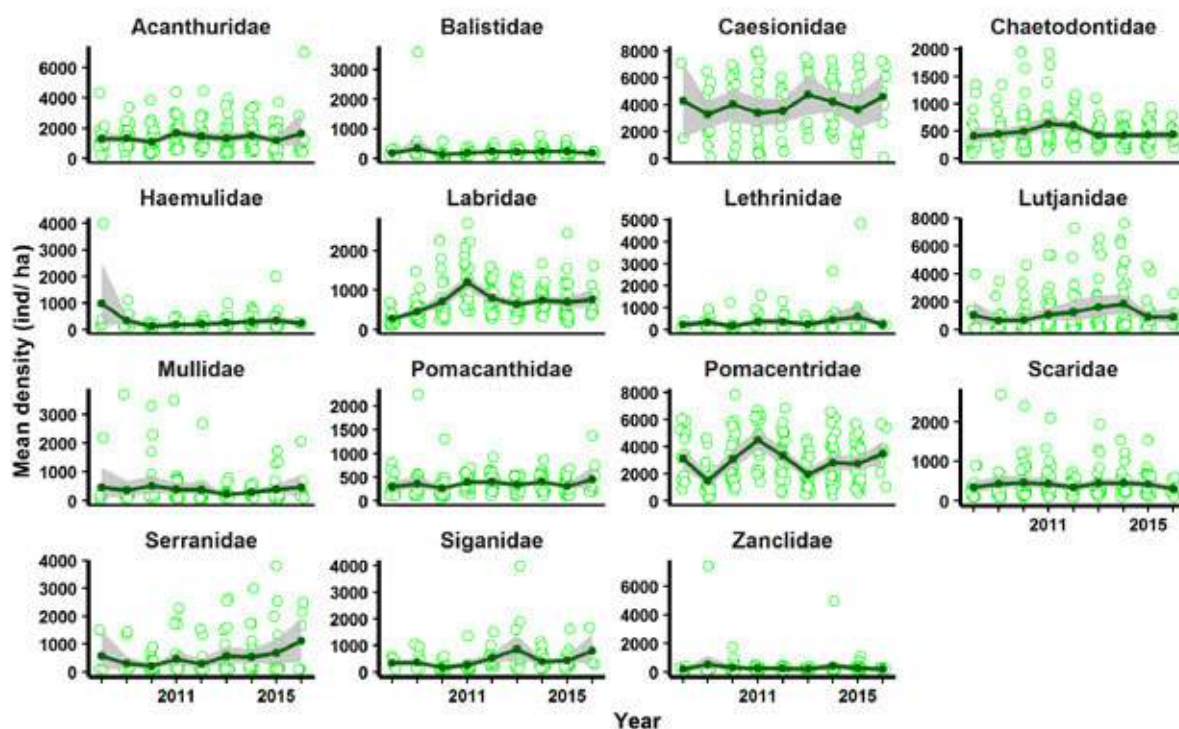 Acanthuridae Balistidae Caesionidae Chaetodontidae
6000 3000 8000 2000
4000 2000 6000 1500
2000 1000 4000 1000
0 0 2000 500
0 0
Haemulidae Labridae Lethrinidae Lutjanidae
4000 2000 5000 8000
3000 1000 4000 6000
2000 0 3000 4000
1000 2000 2000
0 1000 0
0
Mullidae Pomacanthidae Pomacentridae Scaridae
3000 2000 8000 2000
2000 1500 6000 1000
1000 1000 4000 0
0 500 2000
0 0
2011 2015
Serranidae Siganidae Zanclidae
4000 4000 6000
3000 3000 4000
2000 2000 2000
1000 1000 0
0 0
2011 2015 2011 2015 2011 2015
Mean density (ind/ ha)
Year